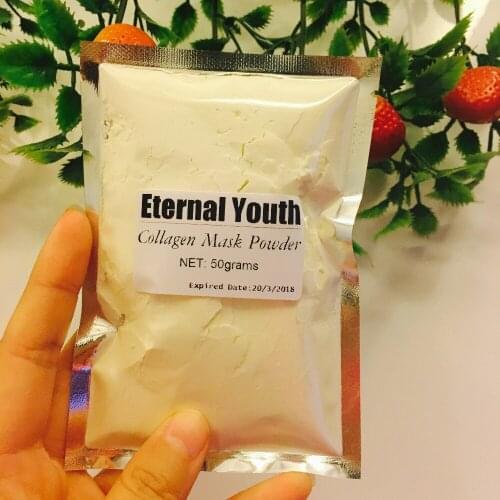 Eternal Youth
Collagen Mask Powder
NET: 50grams
Expired Date:20/3/2018